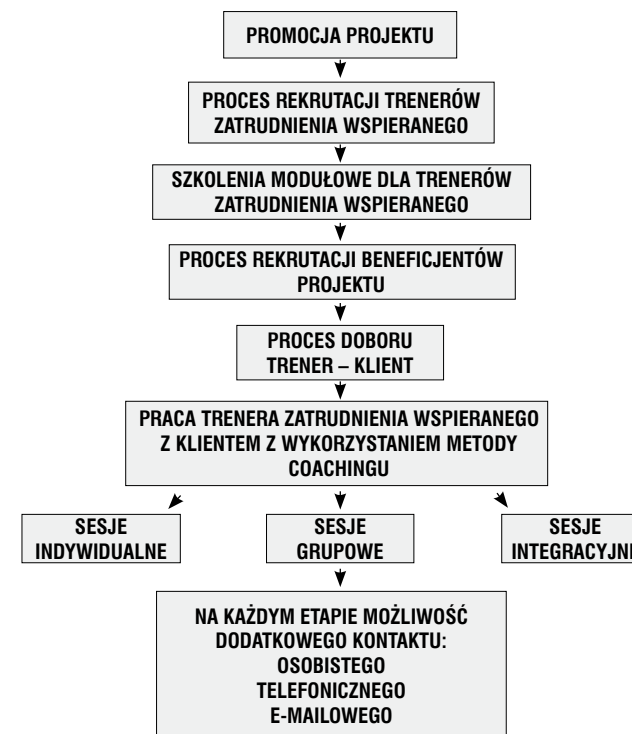 PROMOCJA PROJEKTU
PROCES REKRUTACJI TRENERÓW
ZATRUDNIENIA WSPIERANEGO
SZKOLENIA MODUŁOWE DLA TRENERÓW
ZATRUDNIENIA WSPIERANEGO
PROCES REKRUTACJI BENEFICJENTÓW
PROJEKTU
PROCES DOBORU
TRENER – KLIENT
PRACA TRENERA ZATRUDNIENIA WSPIERANEGO
Z KLIENTEM Z WYKORZYSTANIEM METODY
COACHINGU
SESJE
INDYWIDUALNE
SESJE
GRUPOWE
SESJE
INTEGRACYJNE
NA KAŻDYM ETAPIE MOŻLIWOŚĆ
DODATKOWEGO KONTAKTU:
OSOBISTEGO
TELEFONICZNEGO
E-MAILOWEGO